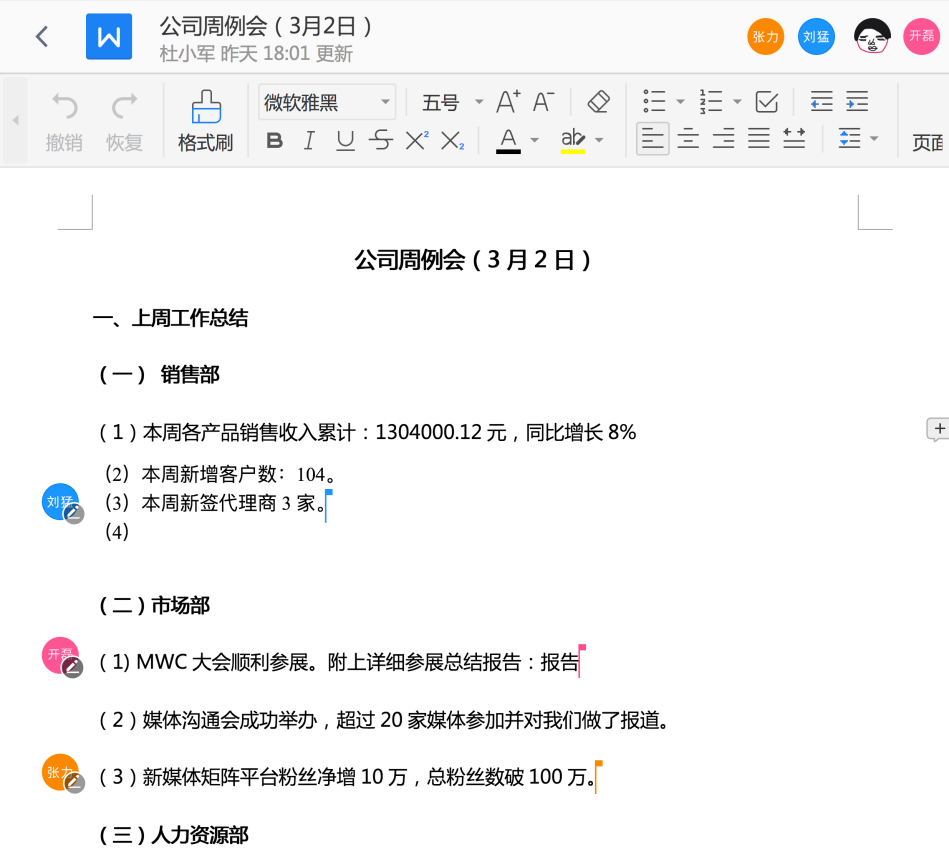 公司周例会（3月2日）
杜小军 昨天 18:01 更新
张力 刘猛 开磊
撤销 恢复 格式刷 微软雅黑 五号 A+ A-
B I U S X² X₂ A ab 页面
公司周例会（3 月 2 日）
一、上周工作总结
（一） 销售部
（1）本周各产品销售收入累计：1304000.12 元，同比增长 8%
（2）本周新增客户数：104。
刘猛
（3）本周新签代理商 3 家。
（4）
（二）市场部
开磊
（1) MWC 大会顺利参展。附上详细参展总结报告：报告
（2）媒体沟通会成功举办，超过 20 家媒体参加并对我们做了报道。
张力
（3）新媒体矩阵平台粉丝净增 10 万，总粉丝数破 100 万。
（三）人力资源部